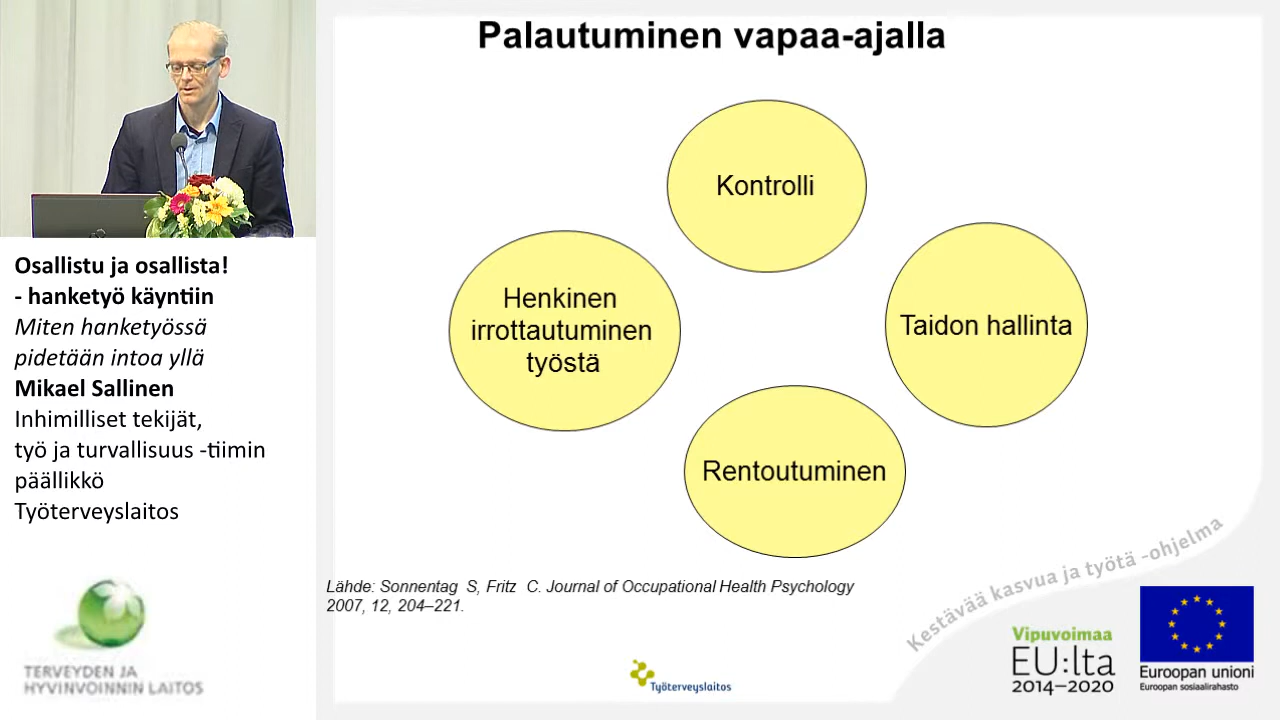 Palautuminen vapaa-ajalla
Kontrolli
Henkinen
irrottautuminen
työstä
Taidon hallinta
Rentoutuminen
Lähde: Sonnentag S, Fritz C. Journal of Occupational Health Psychology
2007, 12, 204–221.
Työterveyslaitos
Kestävää kasvua ja työtä -ohjelma
Vipuvoimaa
EU:lta
2014–2020
Euroopan unioni
Euroopan sosiaalirahasto
Osallistu ja osallista!
- hanketyö käyntiin
Miten hanketyössä
pidetään intoa yllä
Mikael Sallinen
Inhimilliset tekijät,
työ ja turvallisuus -tiimin
päällikkö
Työterveyslaitos
TERVEYDEN JA
HYVINVOINNIN LAITOS